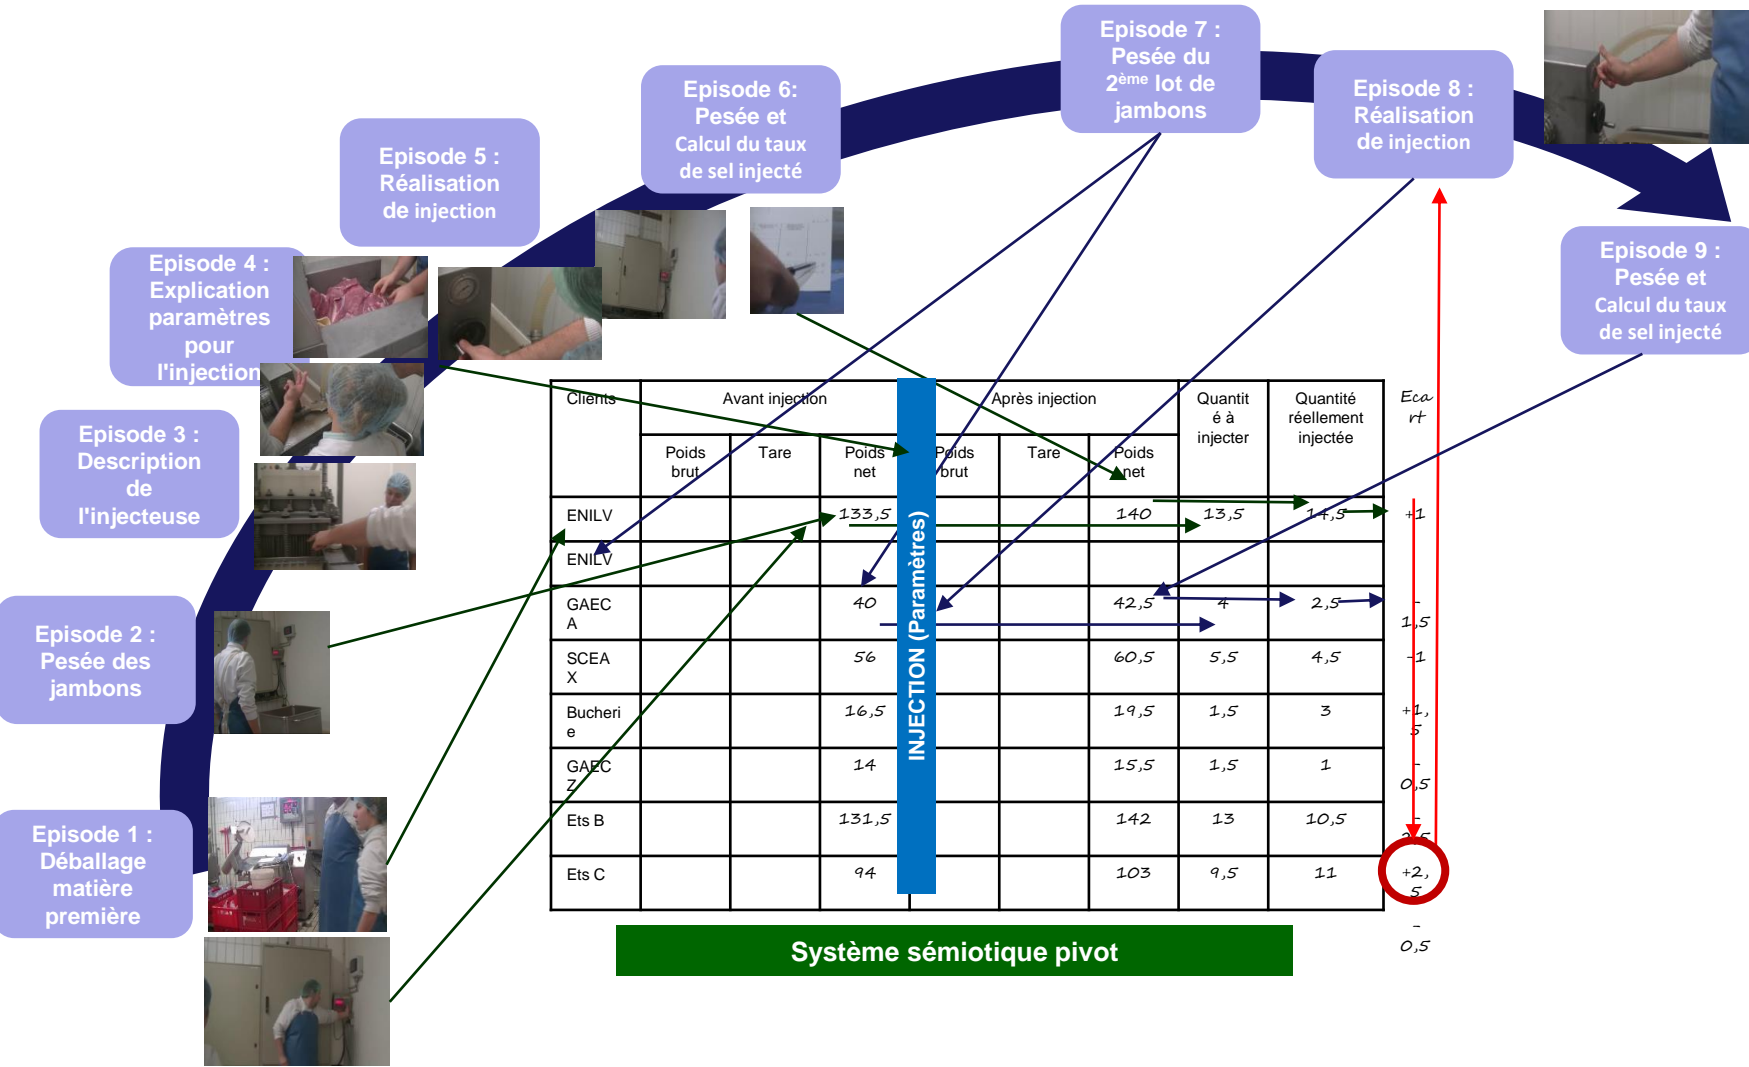 Episode 7 :
Pesée du
2ème lot de
jambons
Episode 6:
Pesée et
Calcul du taux
de sel injecté
Episode 8 :
Réalisation
de injection
Episode 5 :
Réalisation
de injection
Episode 9 :
Pesée et
Calcul du taux
de sel injecté
Episode 4 :
Explication
paramètres
pour
l'injection
Episode 3 :
Description
de
l'injecteuse
Episode 2 :
Pesée des
jambons
Episode 1 :
Déballage
matière
première
Clients
Avant injection
Après injection
Quantit
é à
injecter
Quantité
réellement
injectée
Eca
rt
Poids
brut
Tare
Poids
net
Poids
brut
Tare
Poids
net
INJECTION (Paramètres)
ENILV 133,5 140 13,5 14,5 +1
ENILV
GAEC
A
40 42,5 4 2,5 -
1,5
SCEA
X
56 60,5 5,5 4,5 -1
Bucheri
e
16,5 19,5 1,5 3 +1,
5
GAEC
Z
14 15,5 1,5 1 -
0,5
Ets B 131,5 142 13 10,5 -
2,5
Ets C 94 103 9,5 11 +2,
5
-
0,5
Système sémiotique pivot